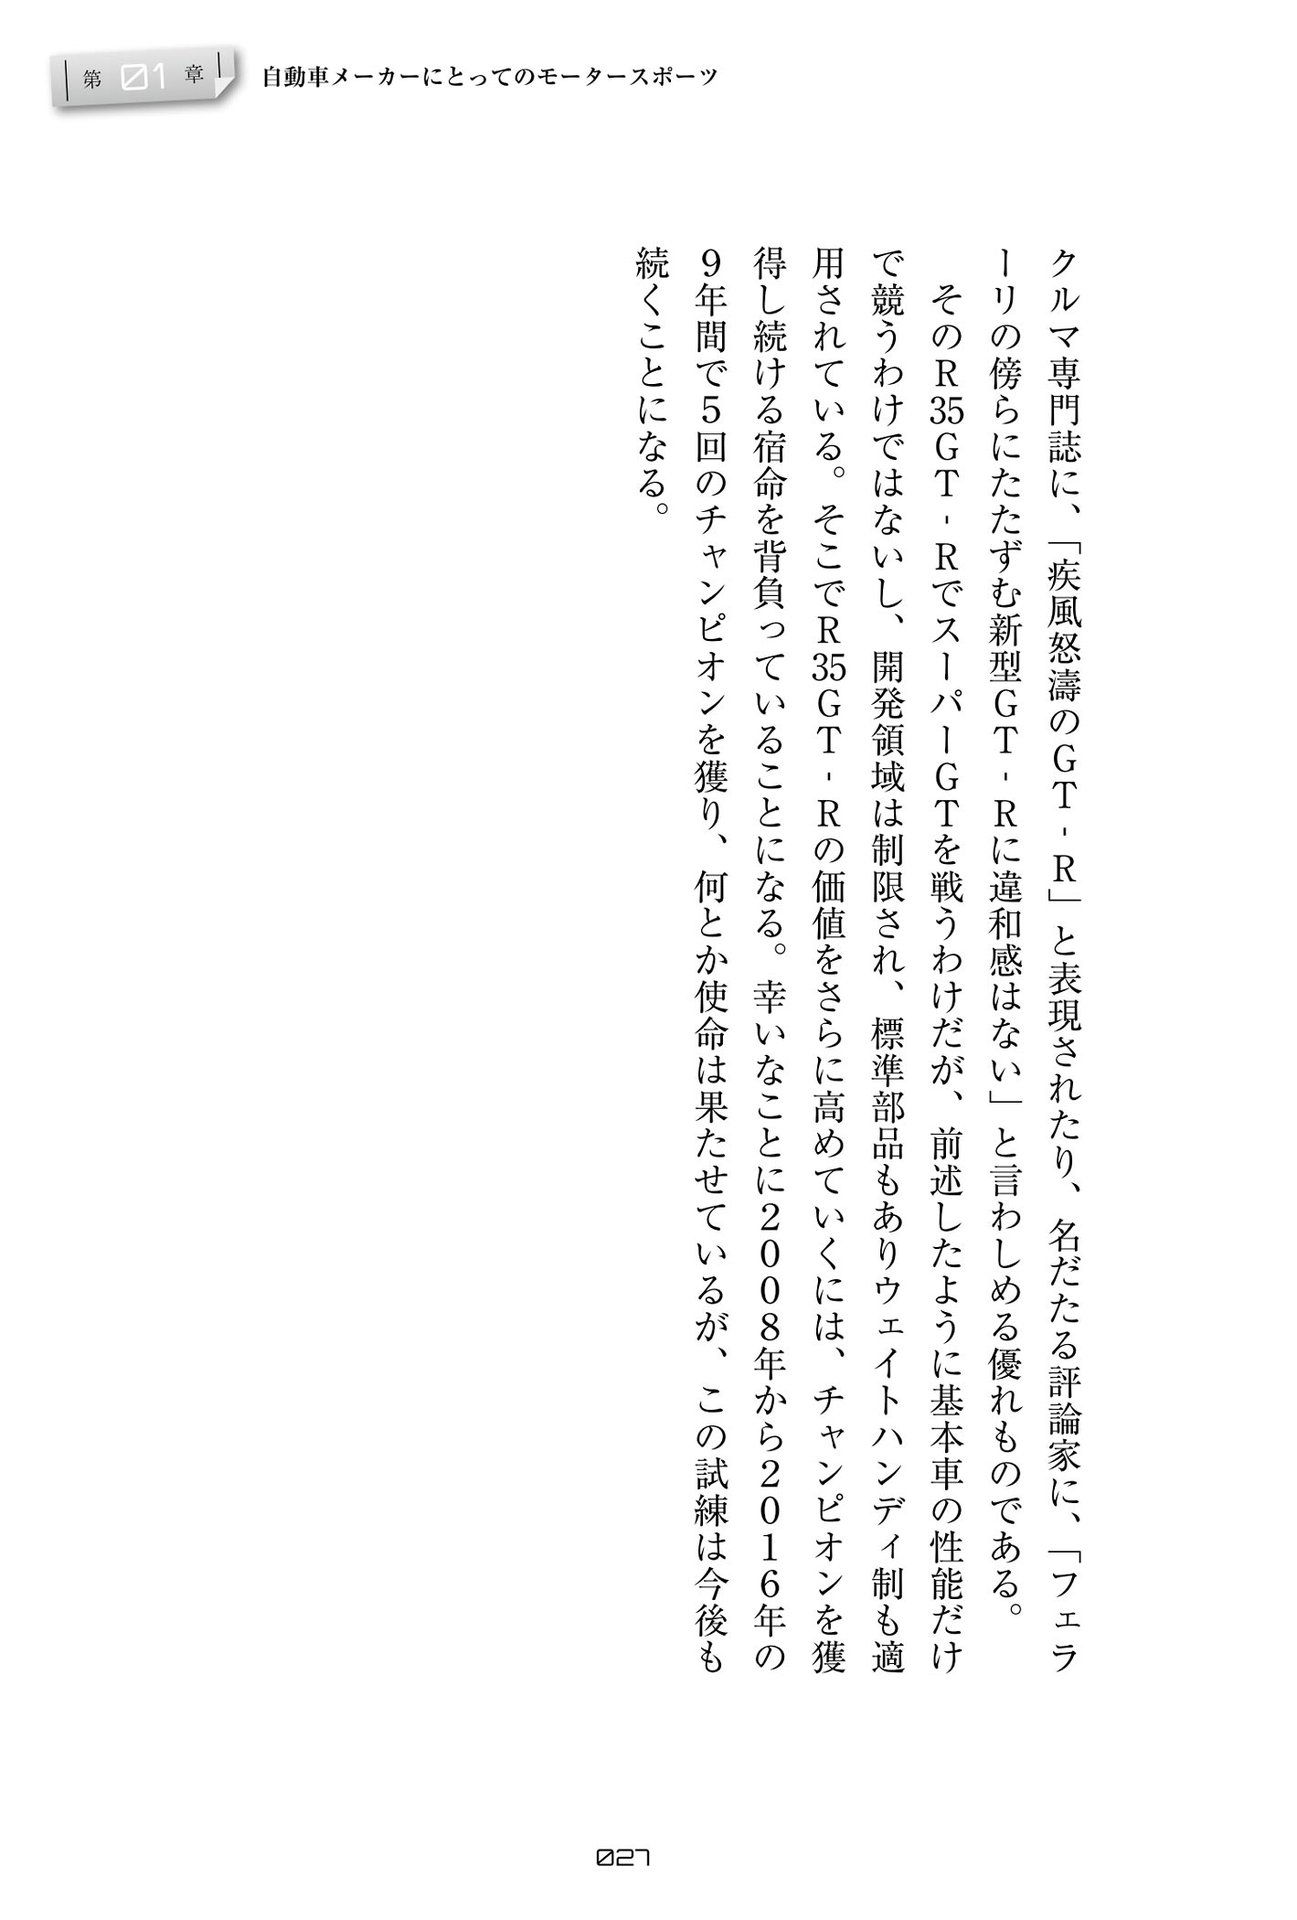 第01章
自動車メーカーにとってのモータースポーツ
クルマ専門誌に、「疾風怒濤のGT‐R」と表現されたり、名だたる評論家に、「フェラ
ーリの傍らにたたずむ新型GT‐Rに違和感はない」と言わしめる優れものである。
　そのR35GT‐RでスーパーGTを戦うわけだが、前述したように基本車の性能だけ
で競うわけではないし、開発領域は制限され、標準部品もありウェイトハンディ制も適
用されている。そこでR35GT‐Rの価値をさらに高めていくには、チャンピオンを獲
得し続ける宿命を背負っていることになる。幸いなことに2008年から2016年の
9年間で5回のチャンピオンを獲り、何とか使命は果たせているが、この試練は今後も
続くことになる。
027